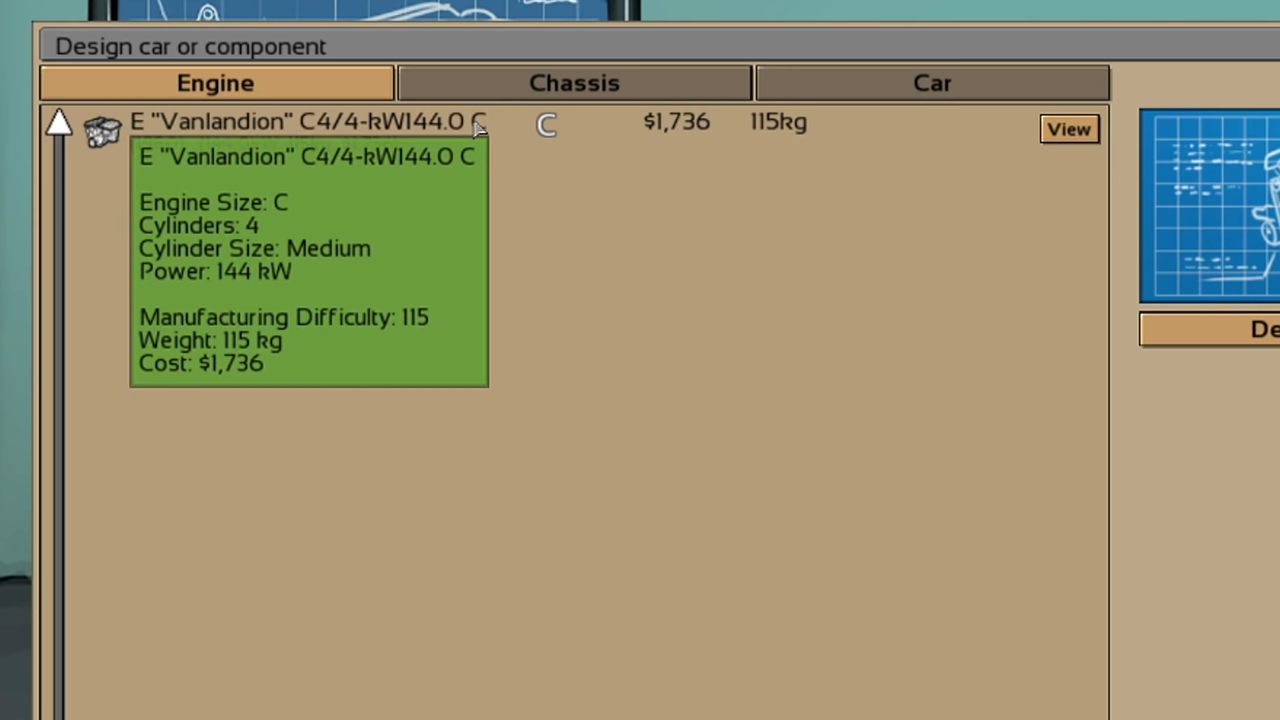 Design car or component
Engine Chassis Car
E "Vanlandion" C4/4-kW144.0 C C $1,736 115kg View
E "Vanlandion" C4/4-kW144.0 C
Engine Size: C
Cylinders: 4
Cylinder Size: Medium
Power: 144 kW
Manufacturing Difficulty: 115
Weight: 115 kg
Cost: $1,736
De